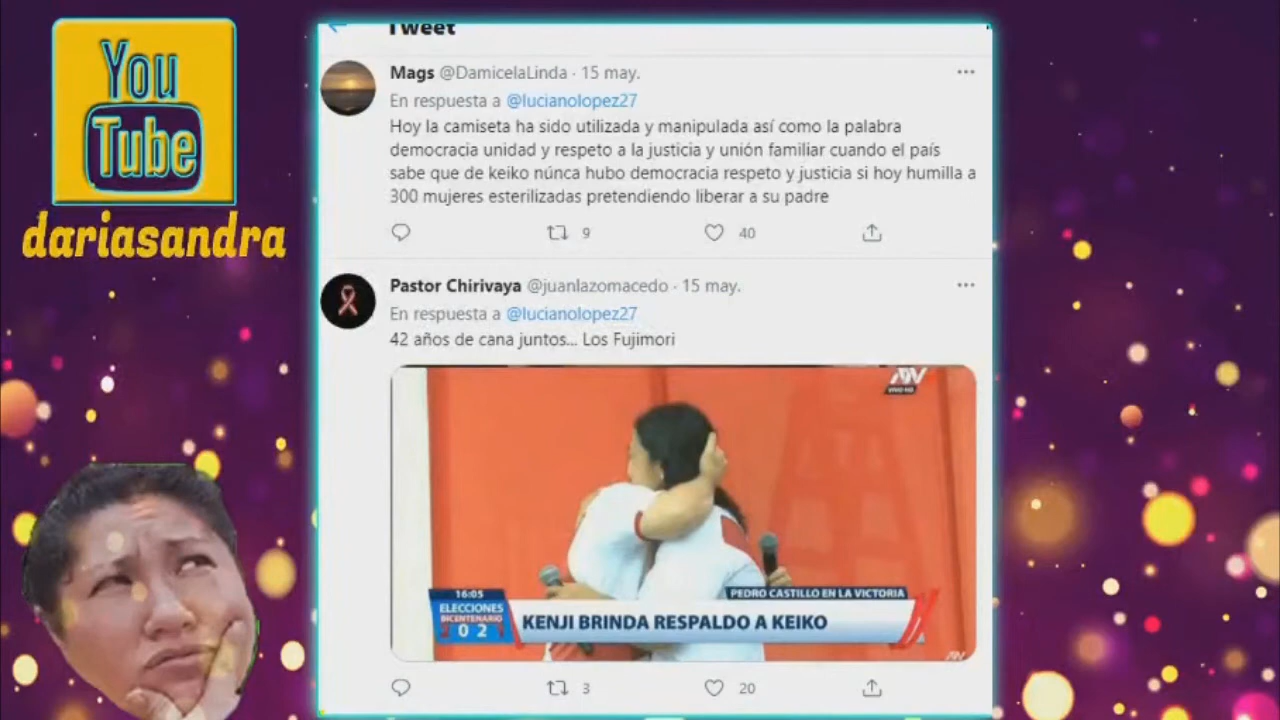 You
Tube
dariasandra
Tweet
Mags @DamicelaLinda · 15 may.
En respuesta a @lucianolopez27
Hoy la camiseta ha sido utilizada y manipulada así como la palabra
democracia unidad y respeto a la justicia y unión familiar cuando el país
sabe que de keiko núnca hubo democracia respeto y justicia si hoy humilla a
300 mujeres esterilizadas pretendiendo liberar a su padre
9 40
Pastor Chirivaya @juanlazomacedo · 15 may.
En respuesta a @lucianolopez27
42 años de cana juntos... Los Fujimori
ATV
VIVO HD
16:05
PEDRO CASTILLO EN LA VICTORIA
ELECCIONES
BICENTENARIO
KENJI BRINDA RESPALDO A KEIKO
ATV
3 20